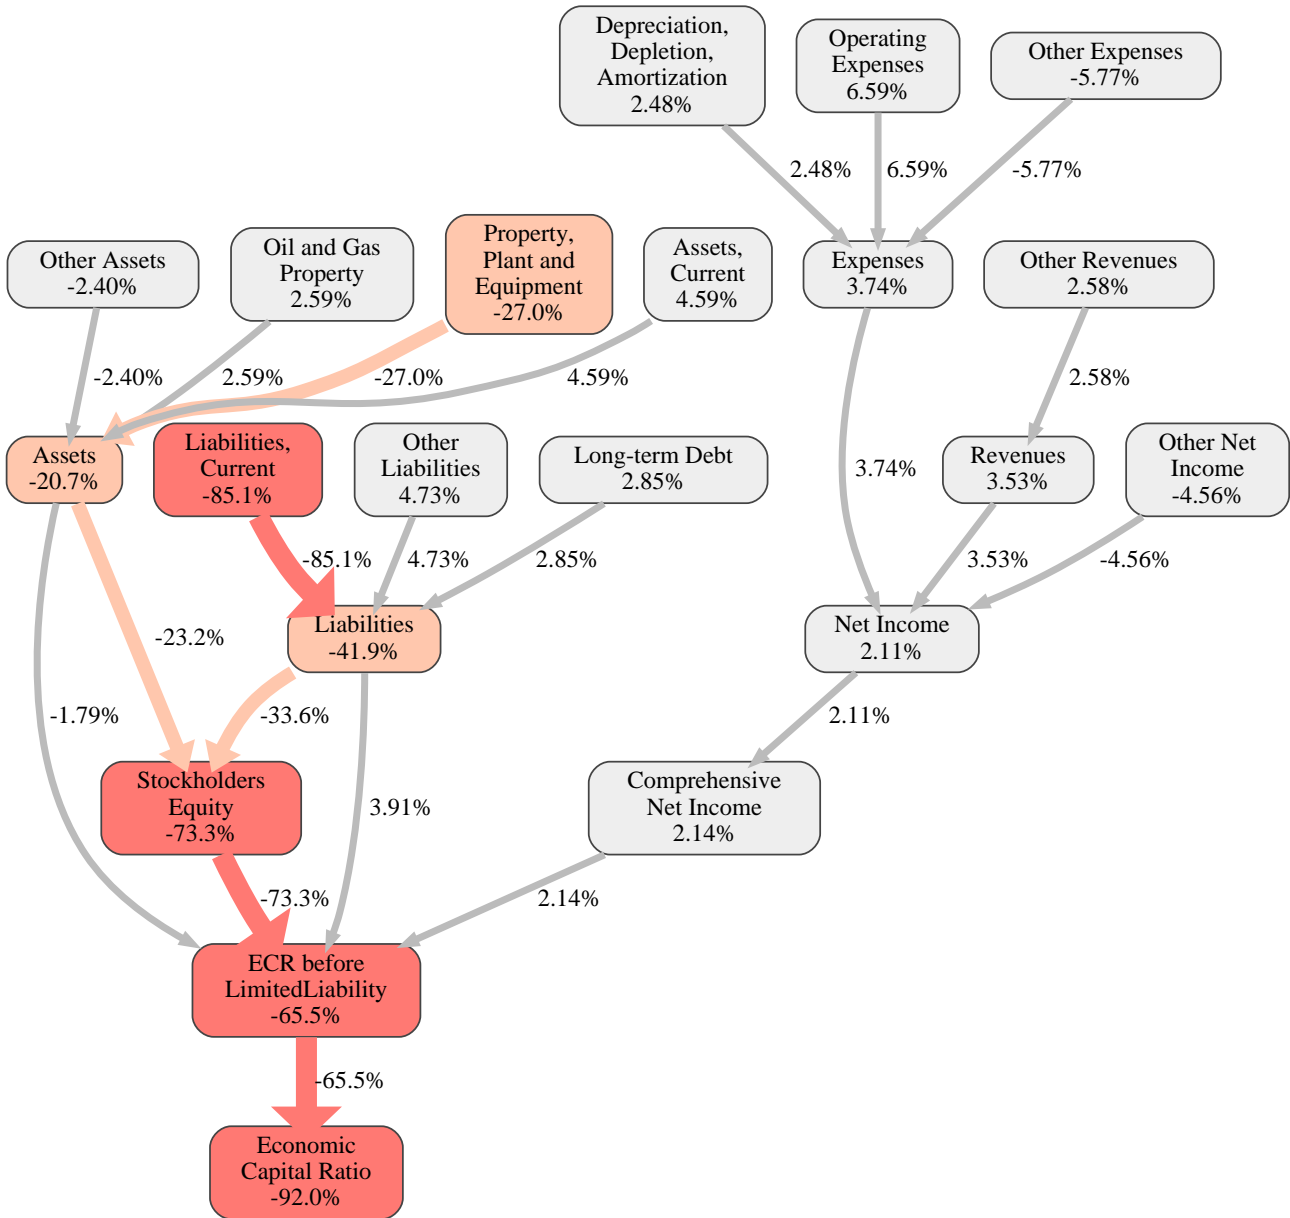 Depreciation,
Depletion,
Amortization
2.48%
Operating
Expenses
6.59%
Other Expenses
-5.77%
2.48%
6.59%
-5.77%
Other Assets
-2.40%
Oil and Gas
Property
2.59%
Property,
Plant and
Equipment
-27.0%
Assets,
Current
4.59%
Expenses
3.74%
Other Revenues
2.58%
-2.40%
2.59%
-27.0%
4.59%
2.58%
Assets
-20.7%
Liabilities,
Current
-85.1%
Other
Liabilities
4.73%
Long-term Debt
2.85%
3.74%
Revenues
3.53%
Other Net
Income
-4.56%
-85.1%
4.73%
2.85%
3.53%
-4.56%
-23.2%
Liabilities
-41.9%
Net Income
2.11%
-1.79%
-33.6%
2.11%
Stockholders
Equity
-73.3%
3.91%
Comprehensive
Net Income
2.14%
-73.3%
2.14%
ECR before
LimitedLiability
-65.5%
-65.5%
Economic
Capital Ratio
-92.0%